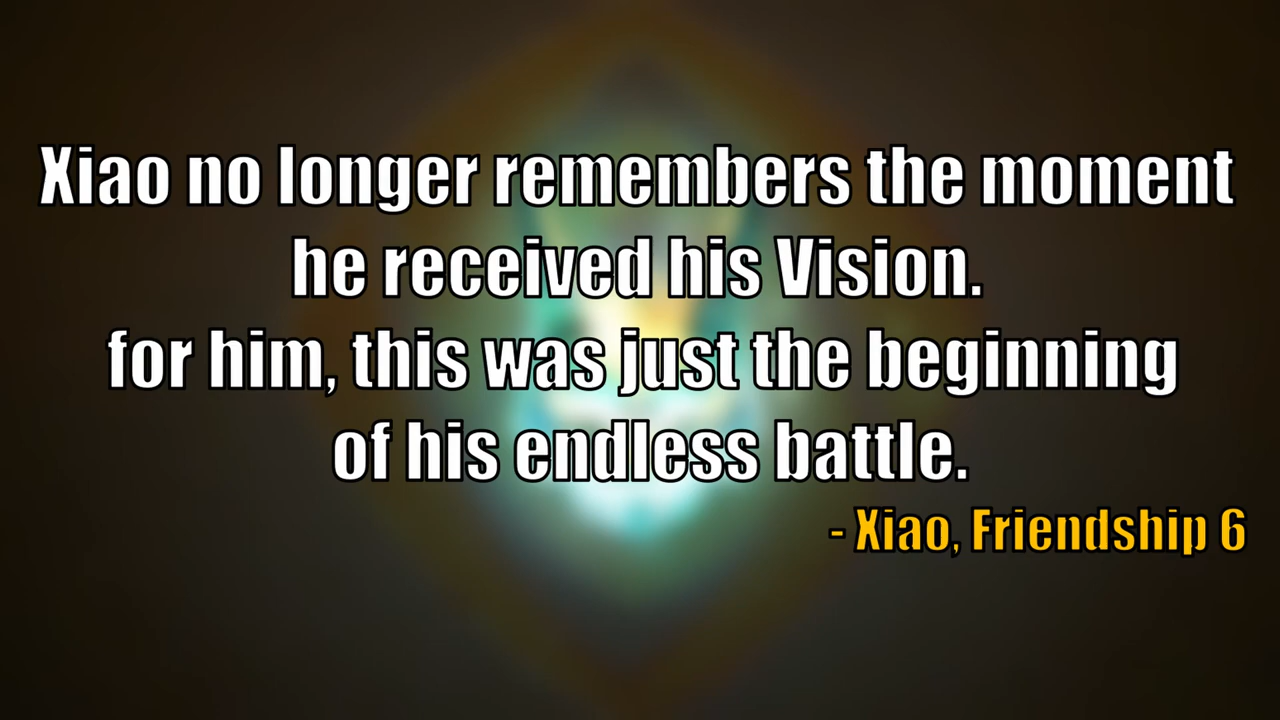 Xiao no longer remembers the moment
he received his Vision.
for him, this was just the beginning
of his endless battle.
- Xiao, Friendship 6